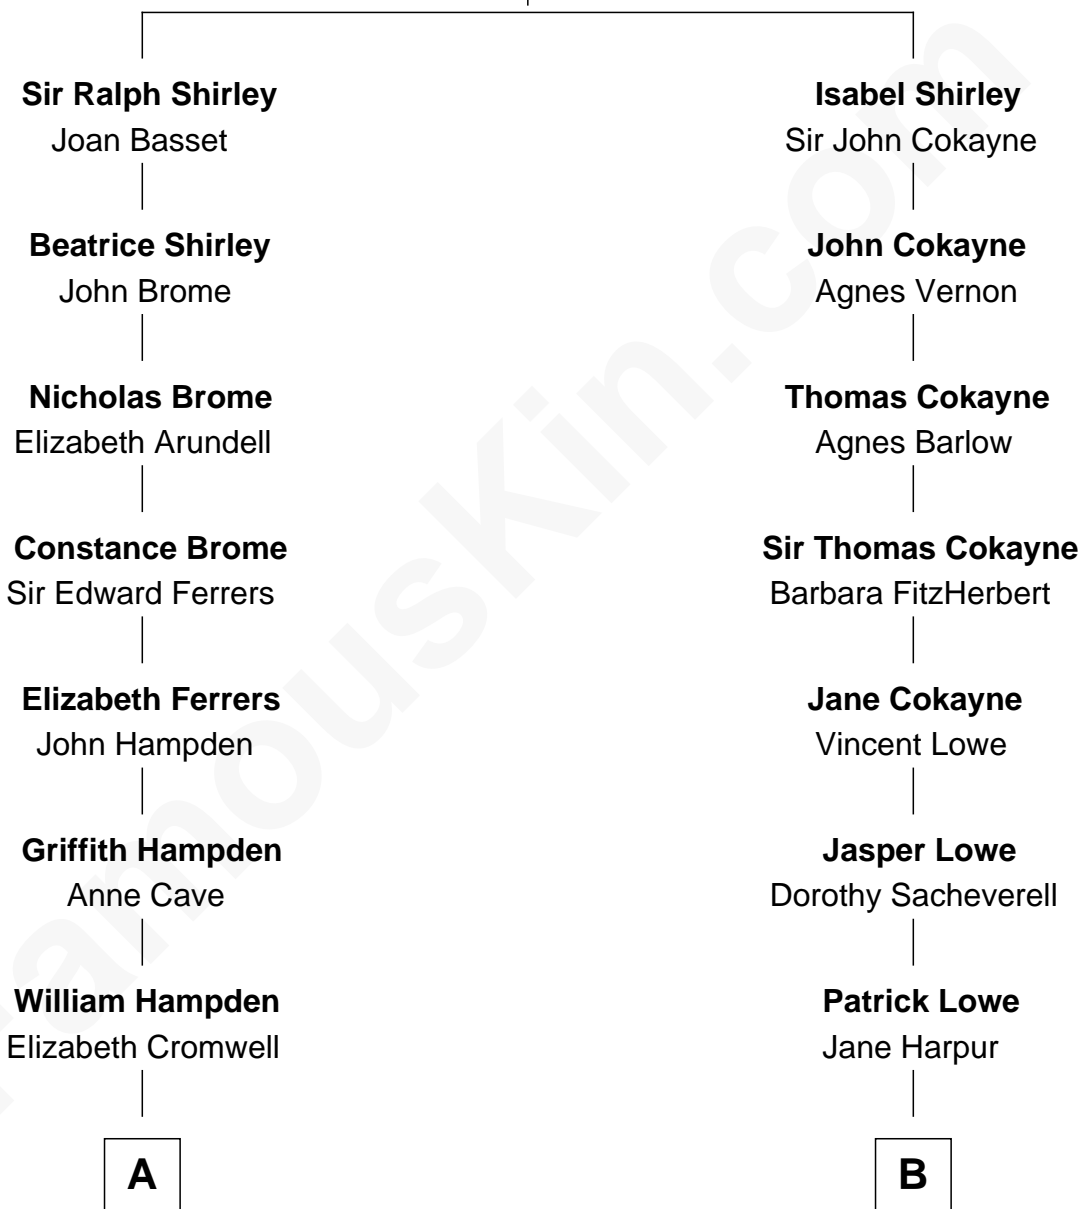 Sir Ralph Shirley
Joan Basset
Beatrice Shirley
John Brome
Nicholas Brome
Elizabeth Arundell
Constance Brome
Sir Edward Ferrers
Elizabeth Ferrers
John Hampden
Griffith Hampden
Anne Cave
William Hampden
Elizabeth Cromwell
A
Isabel Shirley
Sir John Cokayne
John Cokayne
Agnes Vernon
Thomas Cokayne
Agnes Barlow
Sir Thomas Cokayne
Barbara FitzHerbert
Jane Cokayne
Vincent Lowe
Jasper Lowe
Dorothy Sacheverell
Patrick Lowe
Jane Harpur
B
FamousKin.com